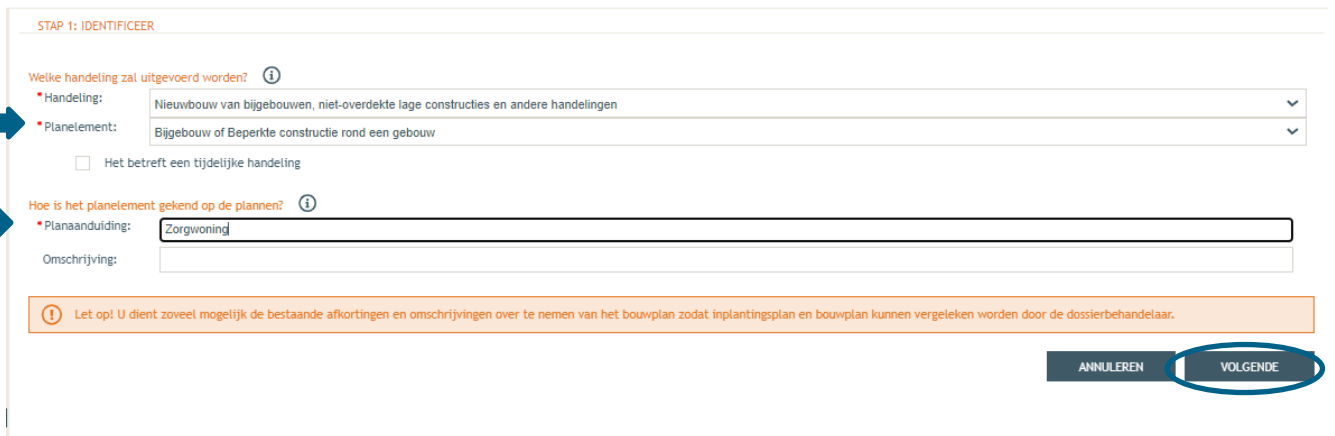 STAP 1: IDENTIFICEER
Welke handeling zal uitgevoerd worden?
* Handeling: Nieuwbouw van bijgebouwen, niet-overdekte lage constructies en andere handelingen
* Planelement: Bijgebouw of Beperkte constructie rond een gebouw
Het betreft een tijdelijke handeling
Hoe is het planelement gekend op de plannen?
* Planaanduiding: Zorgwoning
Omschrijving:
Let op! U dient zoveel mogelijk de bestaande afkortingen en omschrijvingen over te nemen van het bouwplan zodat inplantingsplan en bouwplan kunnen vergeleken worden door de dossierbehandelaar.
ANNULEREN VOLGENDE